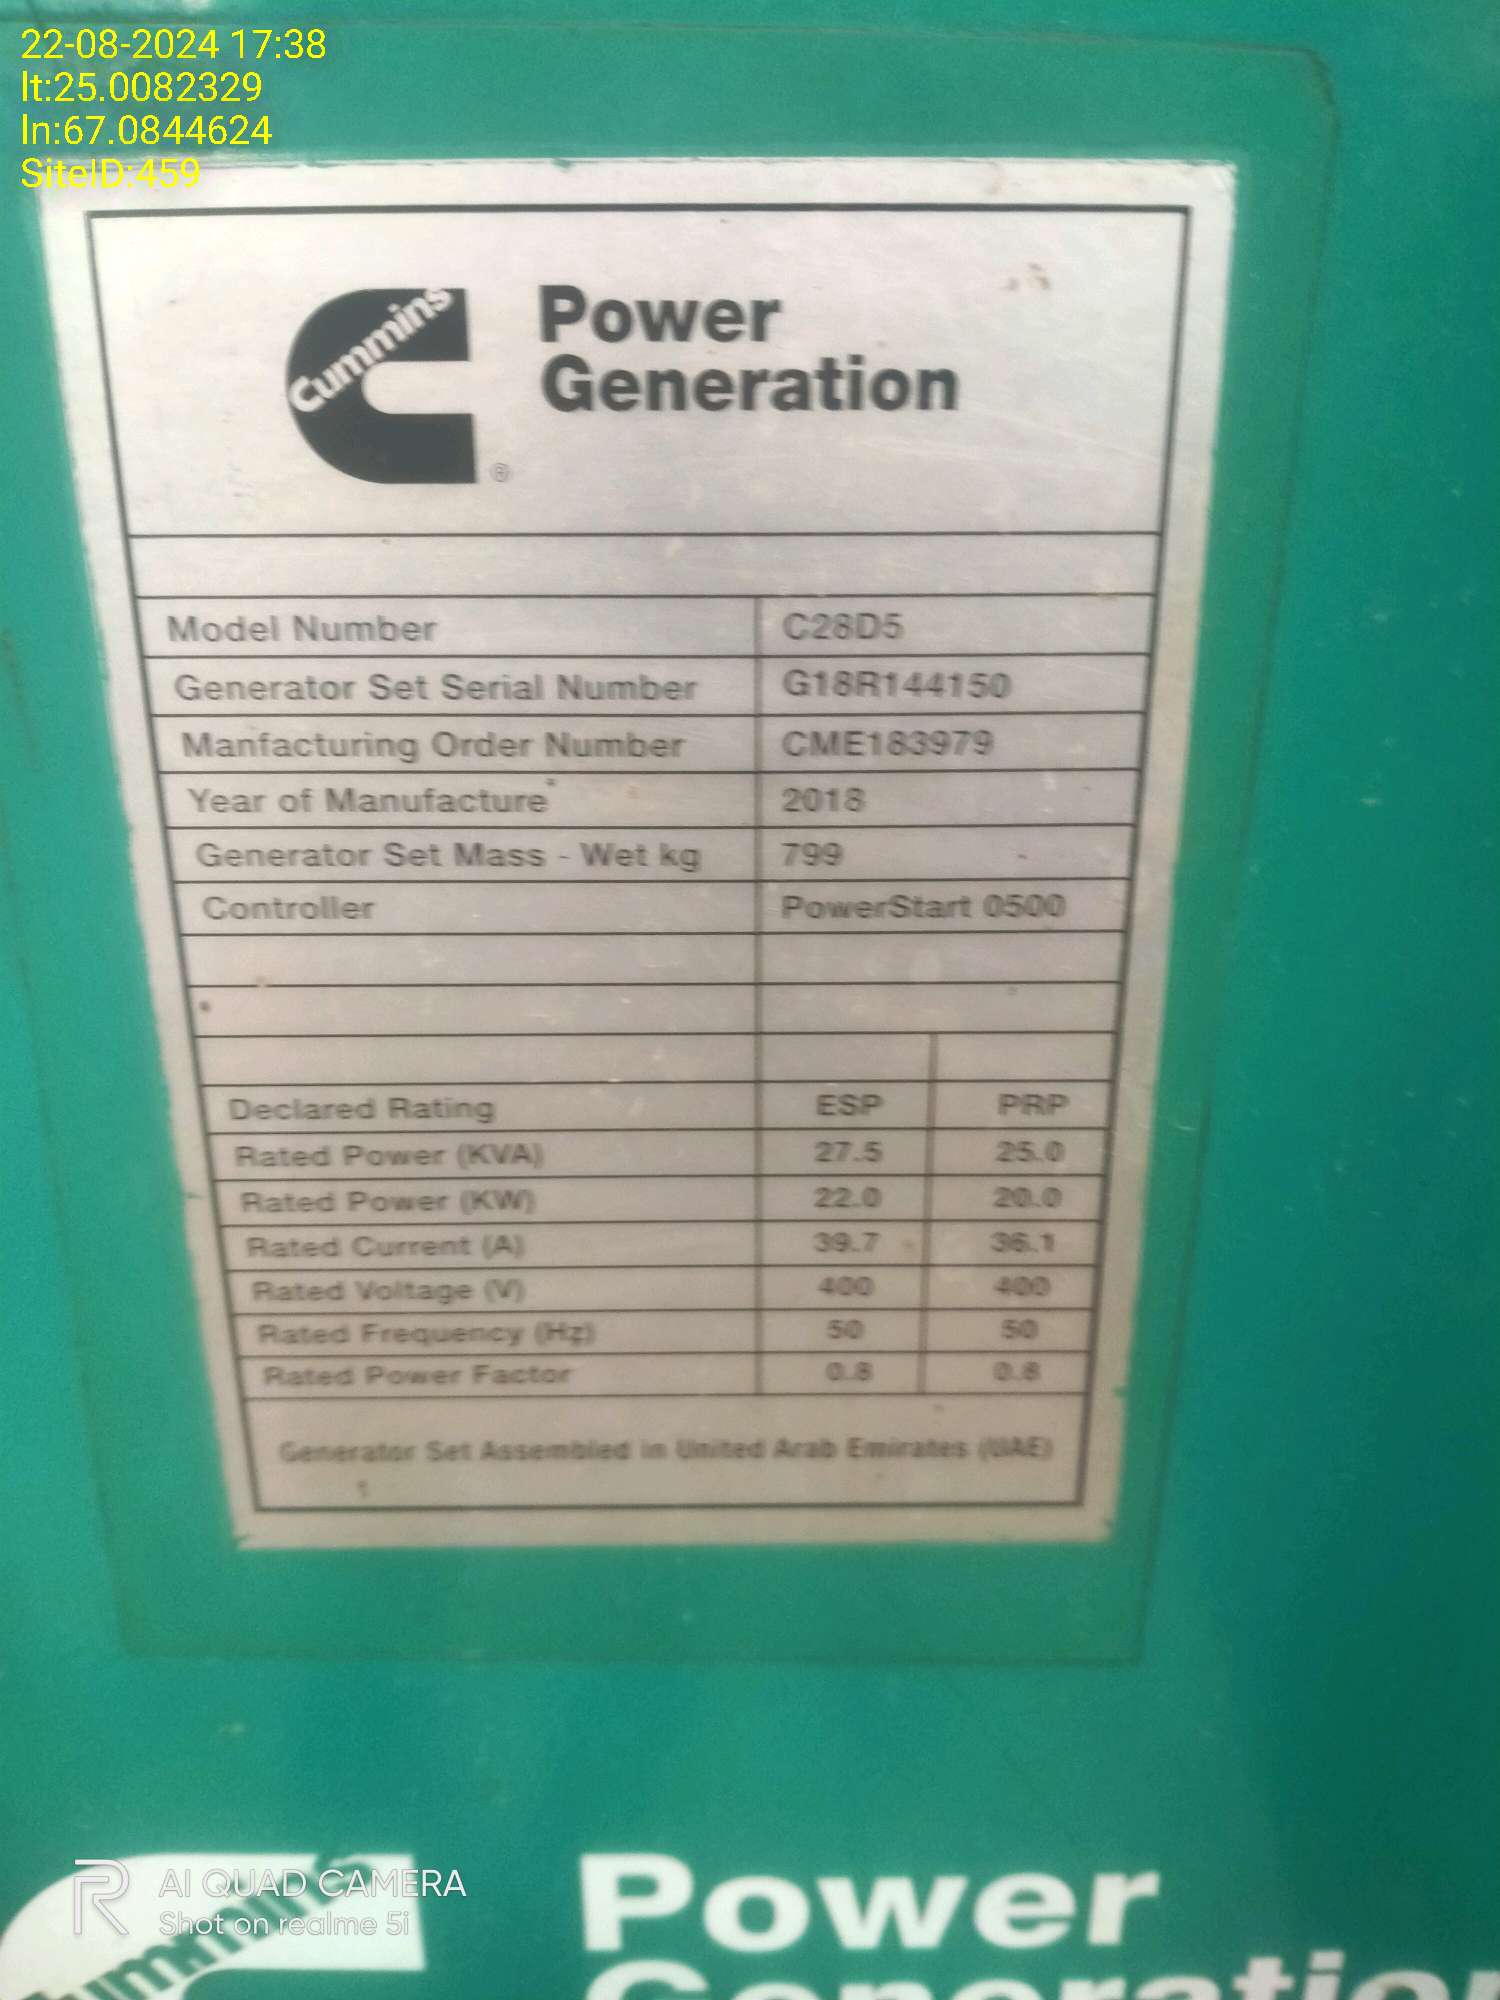 22-08-2024 17:38
lt:25.0082329
ln:67.0844624
SiteID:459
Cummins
Power
Generation
®
Model Number C28D5
Generator Set Serial Number G18R144150
Manfacturing Order Number CME183979
Year of Manufacture 2018
Generator Set Mass - Wet kg 799
Controller PowerStart 0500
Declared Rating ESP PRP
Rated Power (KVA) 27.5 25.0
Rated Power (KW) 22.0 20.0
Rated Current (A) 39.7 36.1
Rated Voltage (V) 400 400
Rated Frequency (Hz) 50 50
Rated Power Factor 0.8 0.8
Generator Set Assembled in United Arab Emirates (UAE)
AI QUAD CAMERA
Shot on realme 5i
Power
Generation